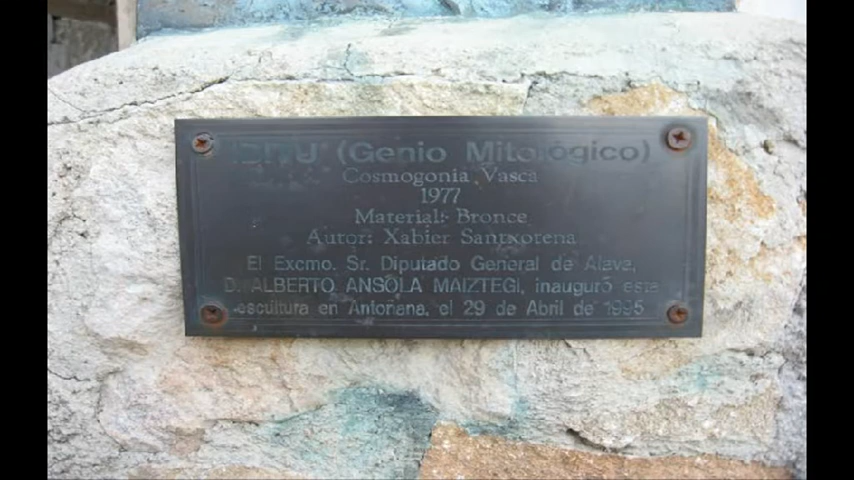 (Genio Mitológico)
Cosmogonia Vasca
1977
Material:- Bronce
Autor:- Xabier Santxotena
El Excmo. Sr. Diputado General de Alava,
D. ALBERTO ANSOLA MAIZTEGI, inauguró esta
escultura en Antoñana, el 29 de Abril de 1995